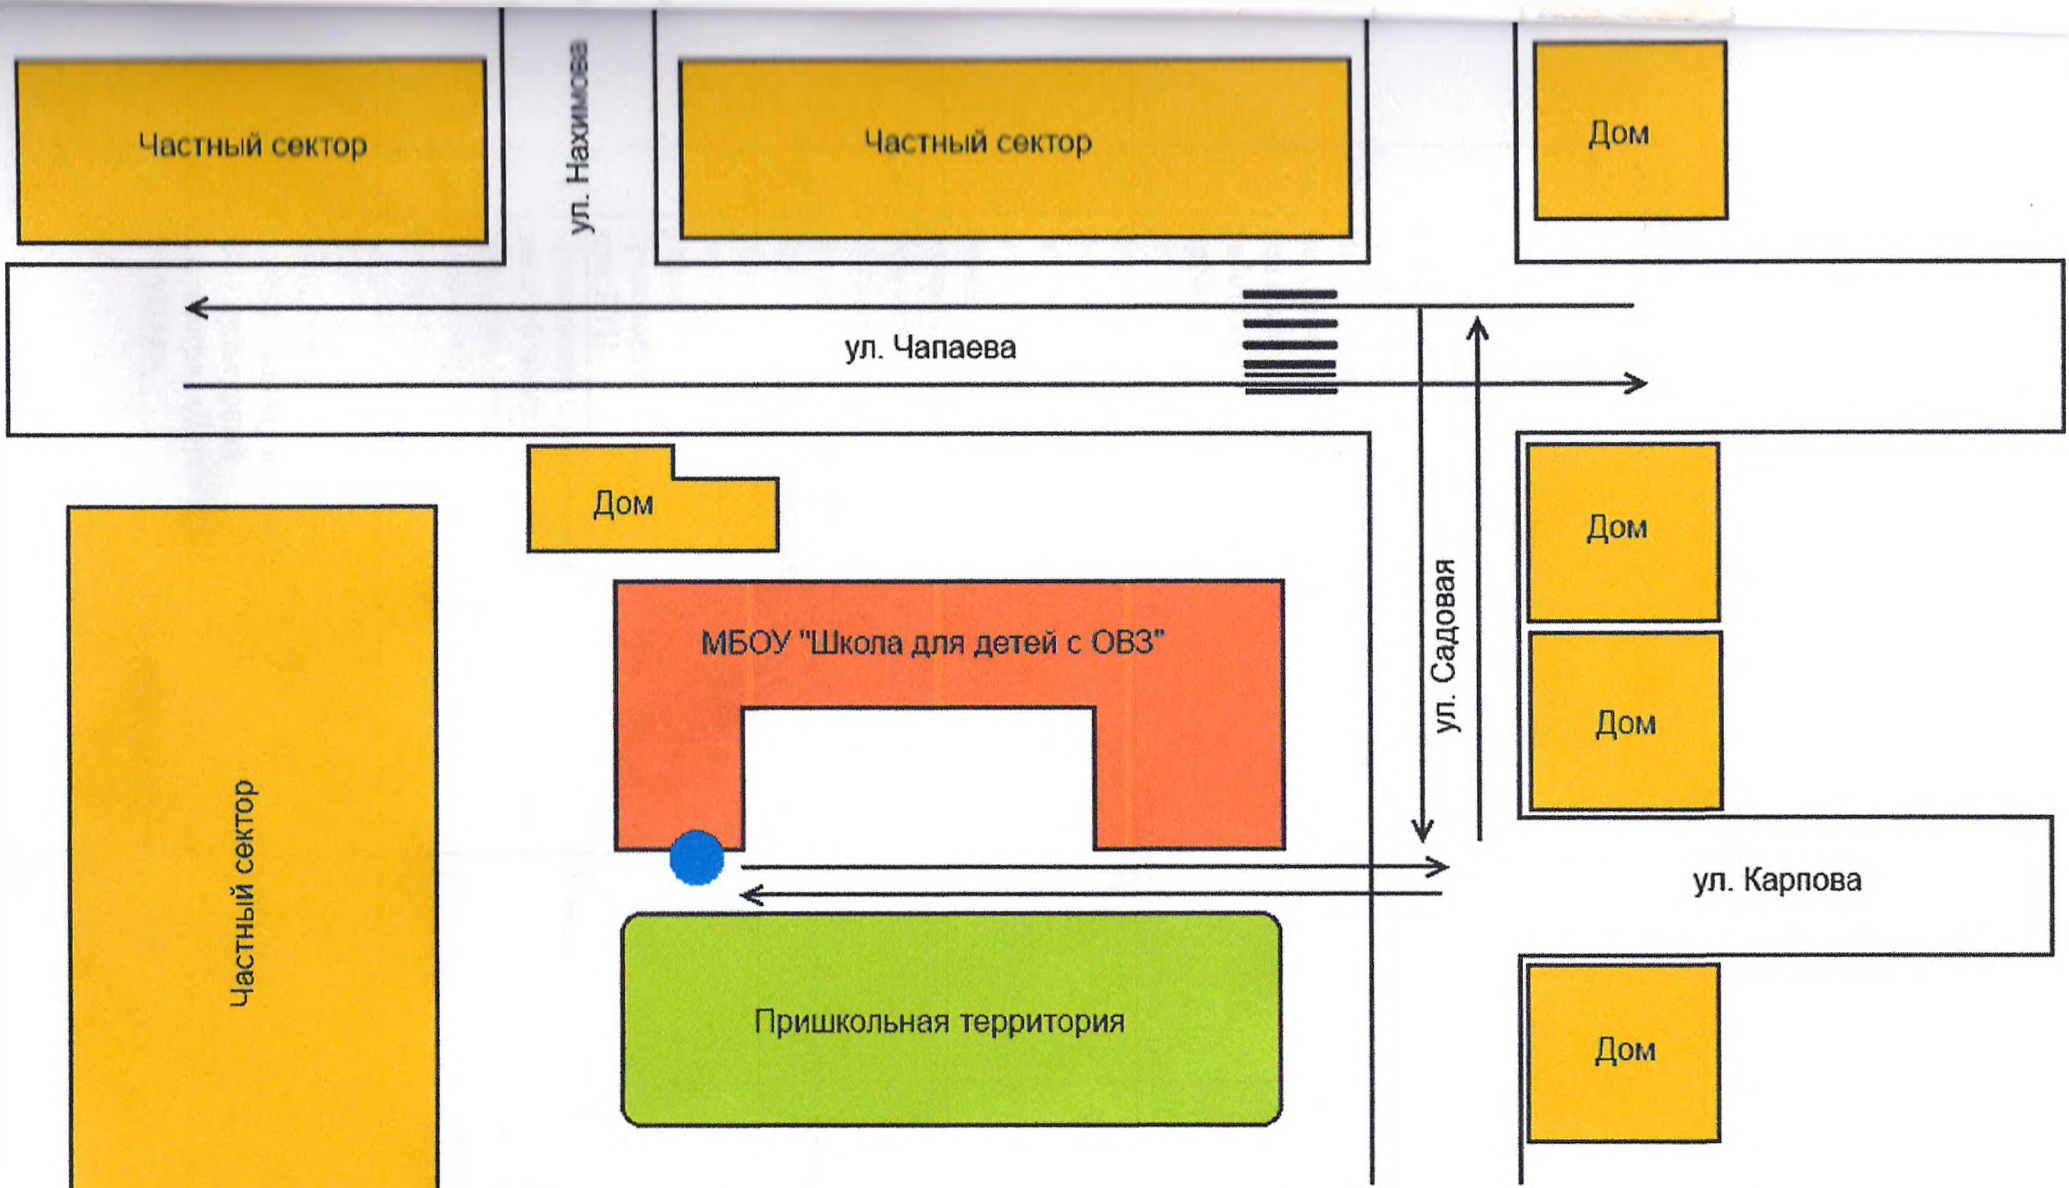 Частный сектор
ул. Нахимова
Частный сектор
Дом
ул. Чапаева
Дом
Дом
МБОУ "Школа для детей с ОВЗ"
ул. Садовая
Дом
Частный сектор
ул. Карпова
Пришкольная территория
Дом